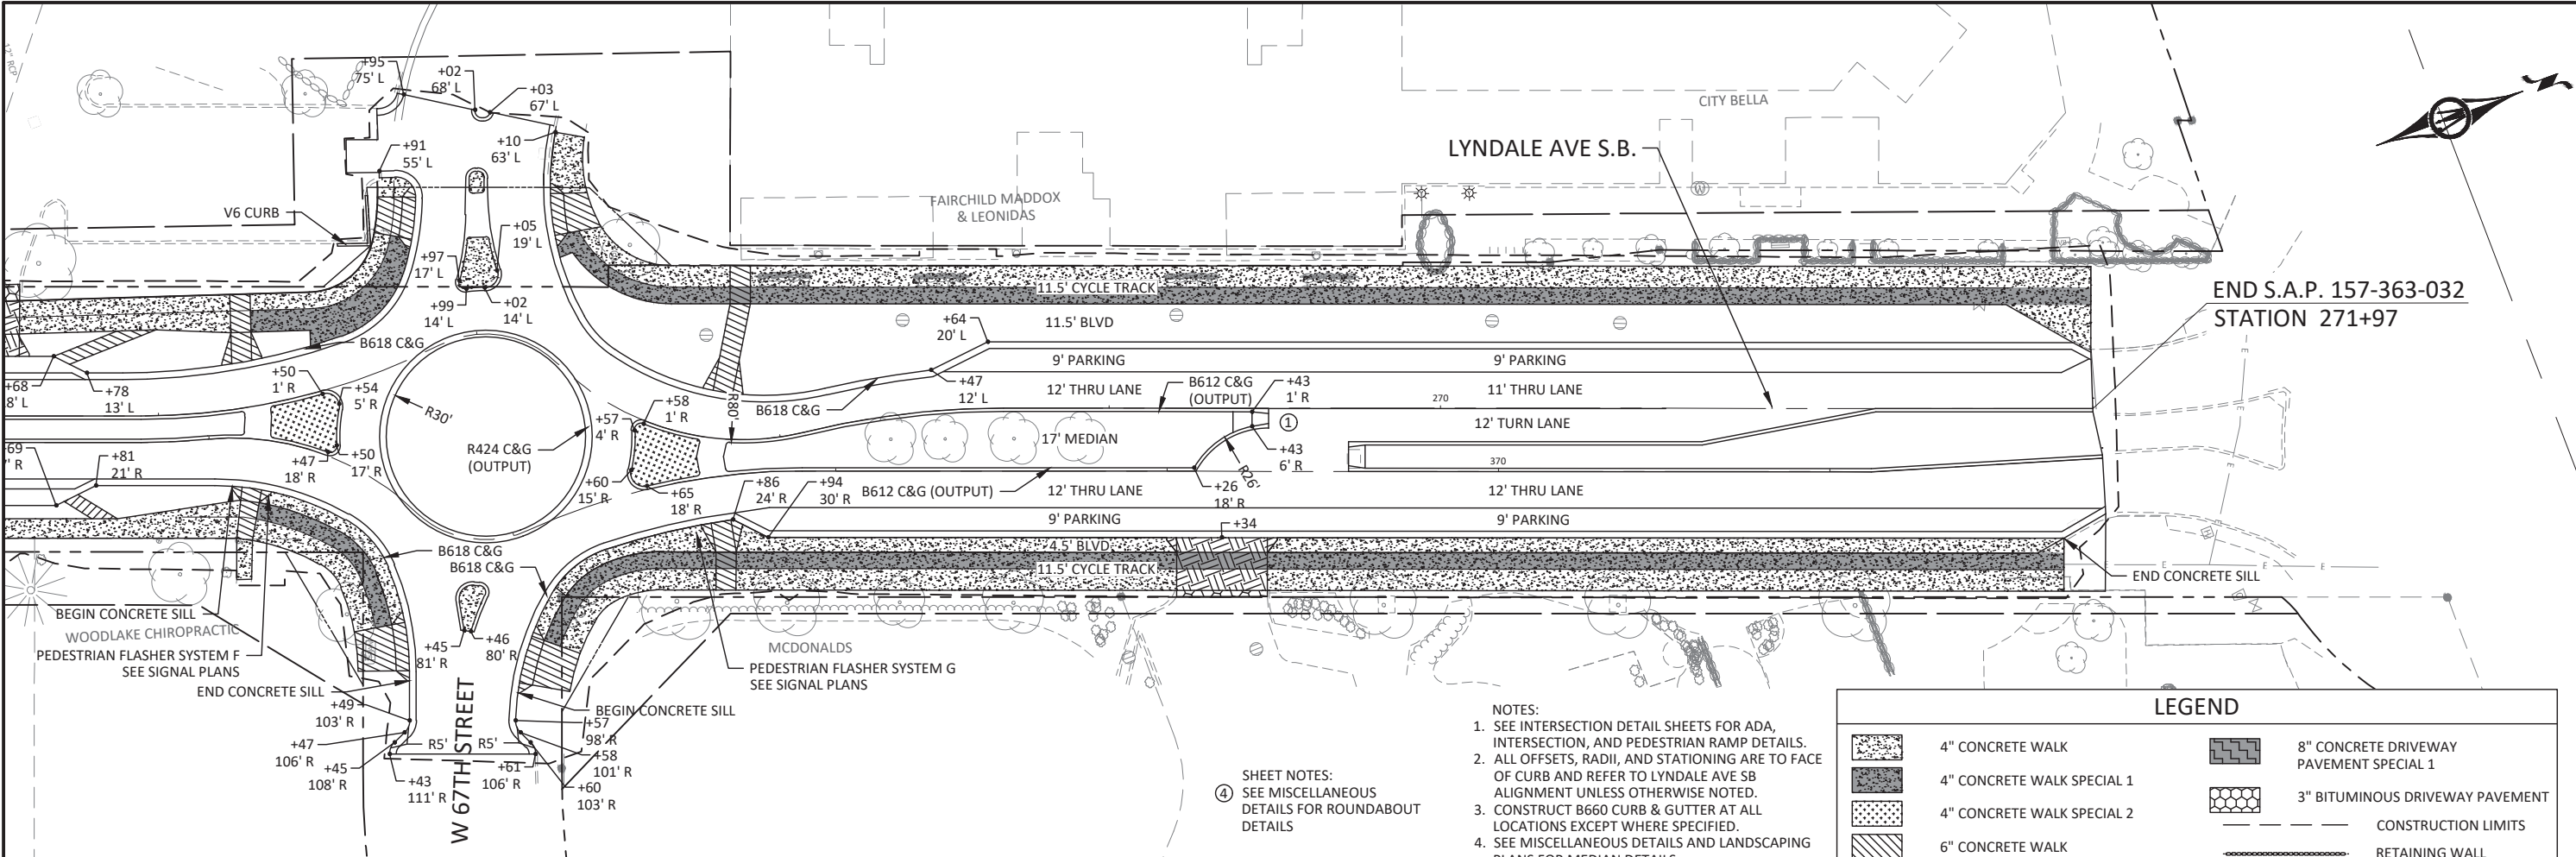 12" RCP
+95
75' L
+02
68' L
+03
67' L
+91
55' L
+10
63' L
V6 CURB
+05
19' L
+97
17' L
+99
14' L
+02
14' L
FAIRCHILD MADDOX
& LEONIDAS
CITY BELLA
LYNDALE AVE S.B.
END S.A.P. 157-363-032
STATION 271+97
11.5' CYCLE TRACK
11.5' BLVD
+64
20' L
9' PARKING
9' PARKING
B618 C&G
+68
8' L
+78
13' L
+50
1' R
+54
5' R
R30'
R424 C&G
(OUTPUT)
+58
1' R
+57
4' R
R80'
B618 C&G
+47
12' L
12' THRU LANE
B612 C&G
(OUTPUT)
+43
1' R
11' THRU LANE
270
1
12' TURN LANE
17' MEDIAN
+43
6' R
R26'
+69
' R
+81
21' R
+47
18' R
+50
17' R
+60
15' R
+65
18' R
+86
24' R
+94
30' R
B612 C&G (OUTPUT)
12' THRU LANE
+26
18' R
370
12' THRU LANE
9' PARKING
+34
9' PARKING
4.5' BLVD
11.5' CYCLE TRACK
B618 C&G
B618 C&G
END CONCRETE SILL
BEGIN CONCRETE SILL
WOODLAKE CHIROPRACTIC
PEDESTRIAN FLASHER SYSTEM F
SEE SIGNAL PLANS
END CONCRETE SILL
+45
81' R
+46
80' R
MCDONALDS
PEDESTRIAN FLASHER SYSTEM G
SEE SIGNAL PLANS
BEGIN CONCRETE SILL
+49
103' R
+47
106' R
+45
108' R
+43
111' R
R5'
R5'
W 67TH STREET
+57
98' R
+58
101' R
+61
106' R
+60
103' R
SHEET NOTES:
4 SEE MISCELLANEOUS
DETAILS FOR ROUNDABOUT
DETAILS
NOTES:
1. SEE INTERSECTION DETAIL SHEETS FOR ADA,
INTERSECTION, AND PEDESTRIAN RAMP DETAILS.
2. ALL OFFSETS, RADII, AND STATIONING ARE TO FACE
OF CURB AND REFER TO LYNDALE AVE SB
ALIGNMENT UNLESS OTHERWISE NOTED.
3. CONSTRUCT B660 CURB & GUTTER AT ALL
LOCATIONS EXCEPT WHERE SPECIFIED.
4. SEE MISCELLANEOUS DETAILS AND LANDSCAPING
PLANS FOR MEDIAN DETAILS
LEGEND
4" CONCRETE WALK
4" CONCRETE WALK SPECIAL 1
4" CONCRETE WALK SPECIAL 2
6" CONCRETE WALK
8" CONCRETE DRIVEWAY
PAVEMENT SPECIAL 1
3" BITUMINOUS DRIVEWAY PAVEMENT
CONSTRUCTION LIMITS
RETAINING WALL